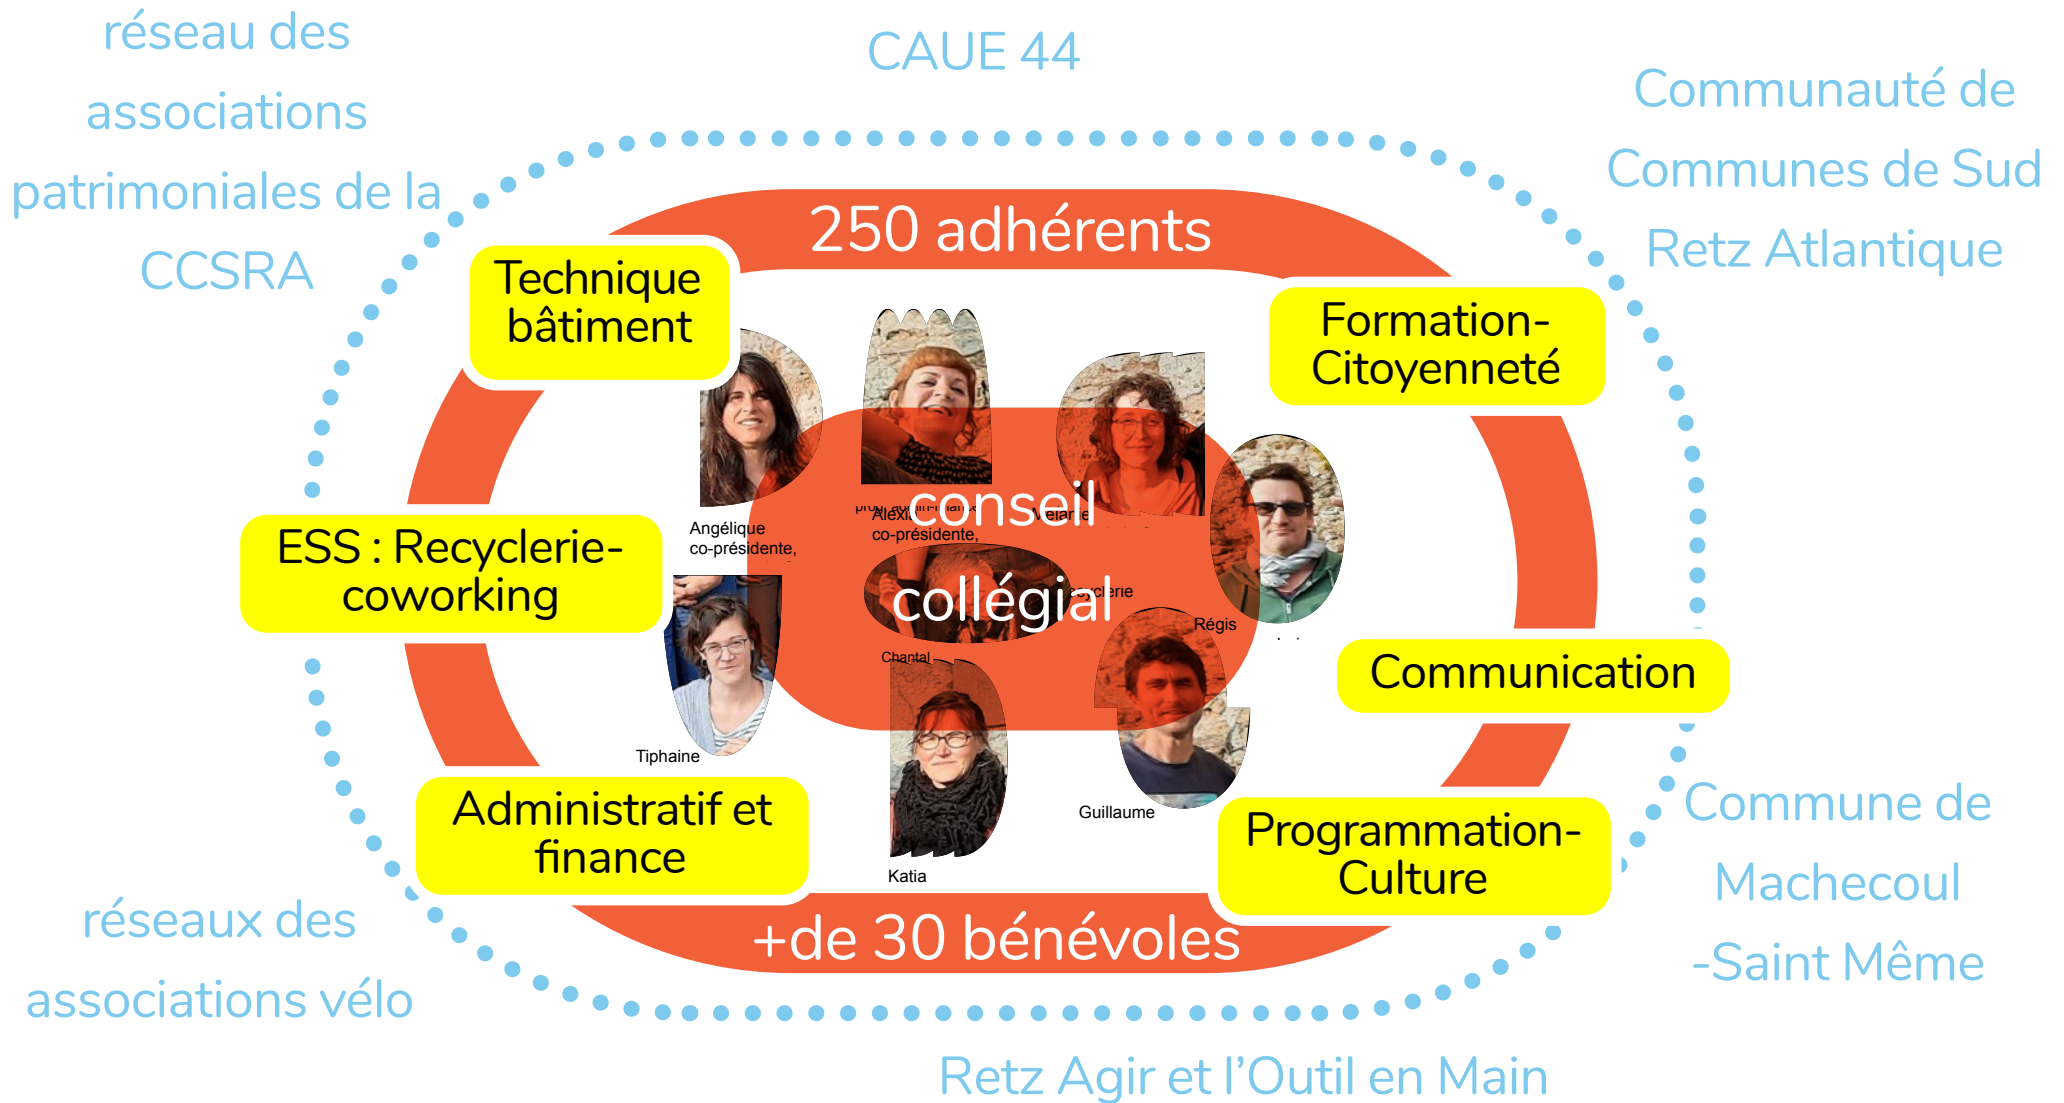 réseau des
associations
patrimoniales de la
CCSRA
CAUE 44
Communauté de
Communes de Sud
Retz Atlantique
250 adhérents
Technique
bâtiment
Formation-
Citoyenneté
ESS : Recyclerie-
coworking
Angélique
co-présidente,
co-présidente,
conseil
collégial
Régis
Chantal
Tiphaine
Guillaume
Katia
Communication
Administratif et
finance
Programmation-
Culture
+de 30 bénévoles
Commune de
Machecoul
-Saint Même
réseaux des
associations vélo
Retz Agir et l’Outil en Main